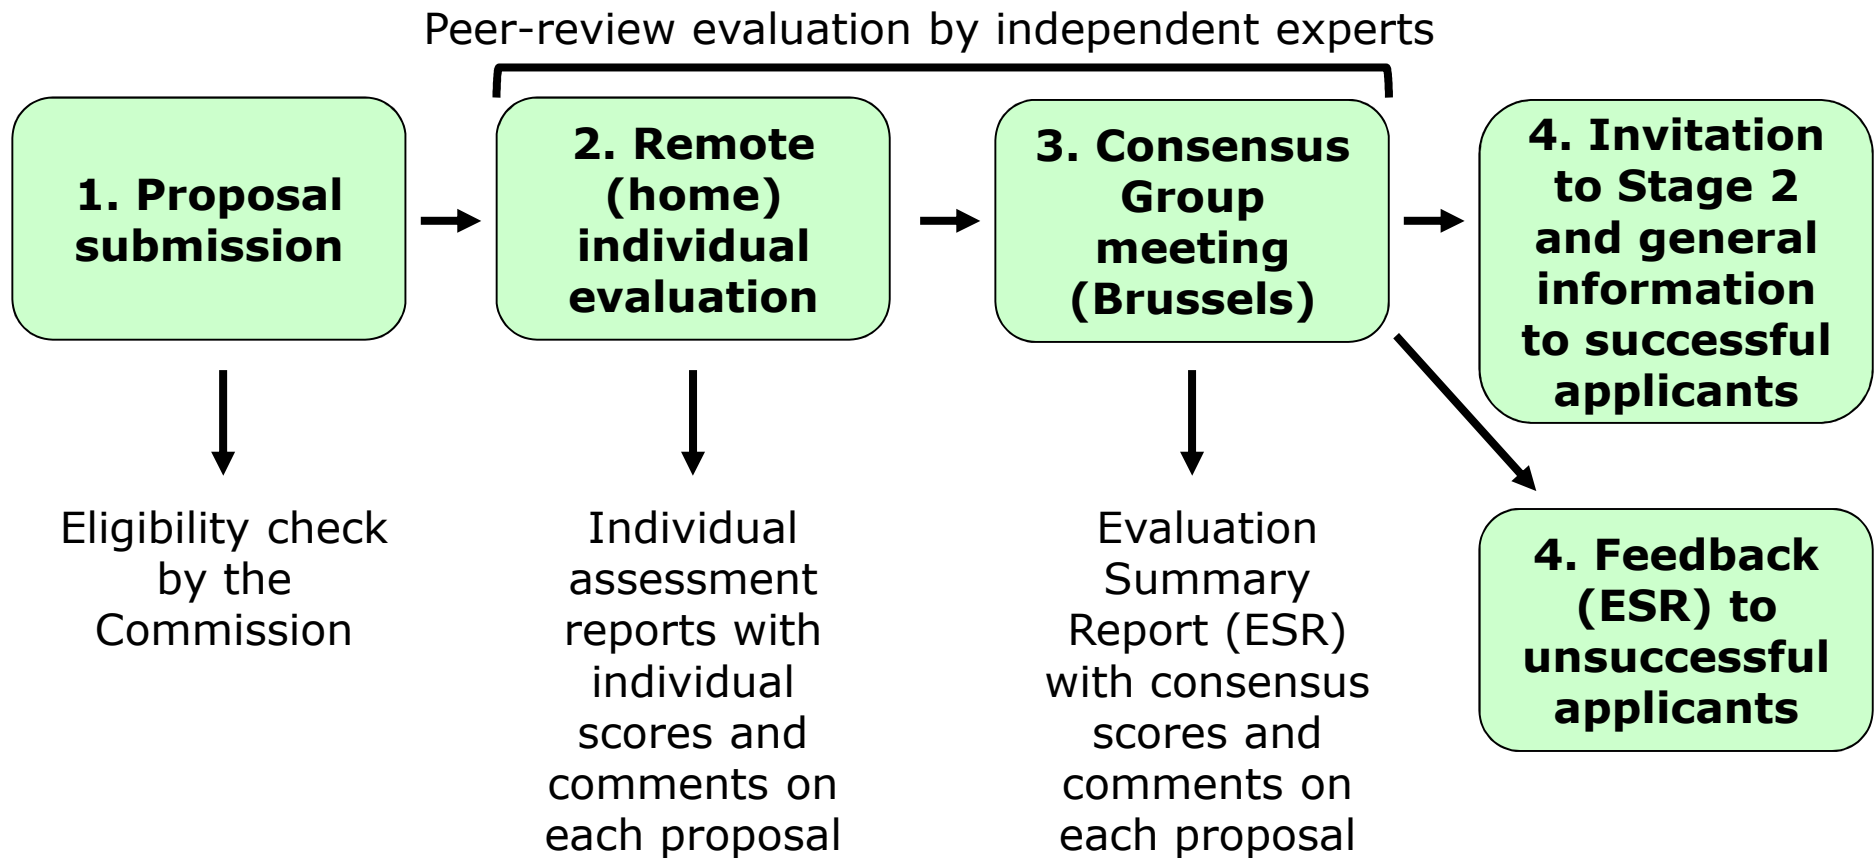 Peer-review evaluation by independent experts
1. Proposal
submission
2. Remote
(home)
individual
evaluation
3. Consensus
Group
meeting
(Brussels)
4. Invitation
to Stage 2
and general
information
to successful
applicants
Eligibility check
by the
Commission
Individual
assessment
reports with
individual
scores and
comments on
each proposal
Evaluation
Summary
Report (ESR)
with consensus
scores and
comments on
each proposal
4. Feedback
(ESR) to
unsuccessful
applicants